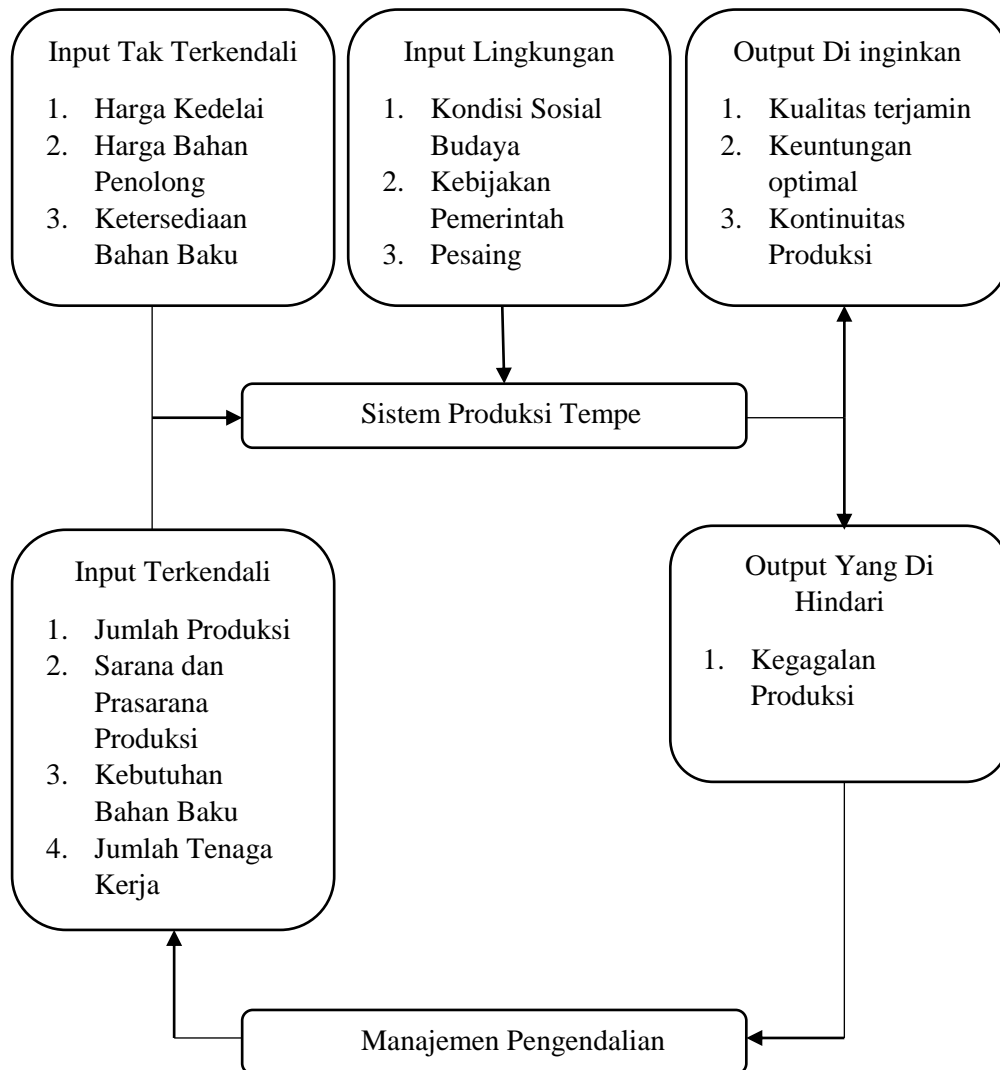 Input Tak Terkendali
1. Harga Kedelai
2. Harga Bahan
Penolong
3. Ketersediaan
Bahan Baku
Input Lingkungan
1. Kondisi Sosial
Budaya
2. Kebijakan
Pemerintah
3. Pesaing
Output Di inginkan
1. Kualitas terjamin
2. Keuntungan
optimal
3. Kontinuitas
Produksi
Sistem Produksi Tempe
Input Terkendali
1. Jumlah Produksi
2. Sarana dan
Prasarana
Produksi
3. Kebutuhan
Bahan Baku
4. Jumlah Tenaga
Kerja
Output Yang Di
Hindari
1. Kegagalan
Produksi
Manajemen Pengendalian